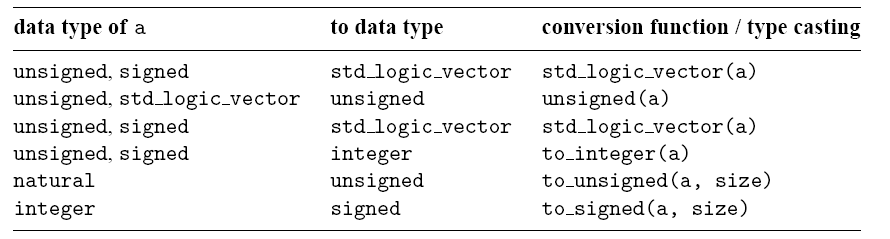 data type of a to data type conversion function / type casting
unsigned, signed std_logic_vector std_logic_vector(a)
unsigned, std_logic_vector unsigned unsigned(a)
unsigned, signed std_logic_vector std_logic_vector(a)
unsigned, signed integer to_integer(a)
natural unsigned to_unsigned(a, size)
integer signed to_signed(a, size)